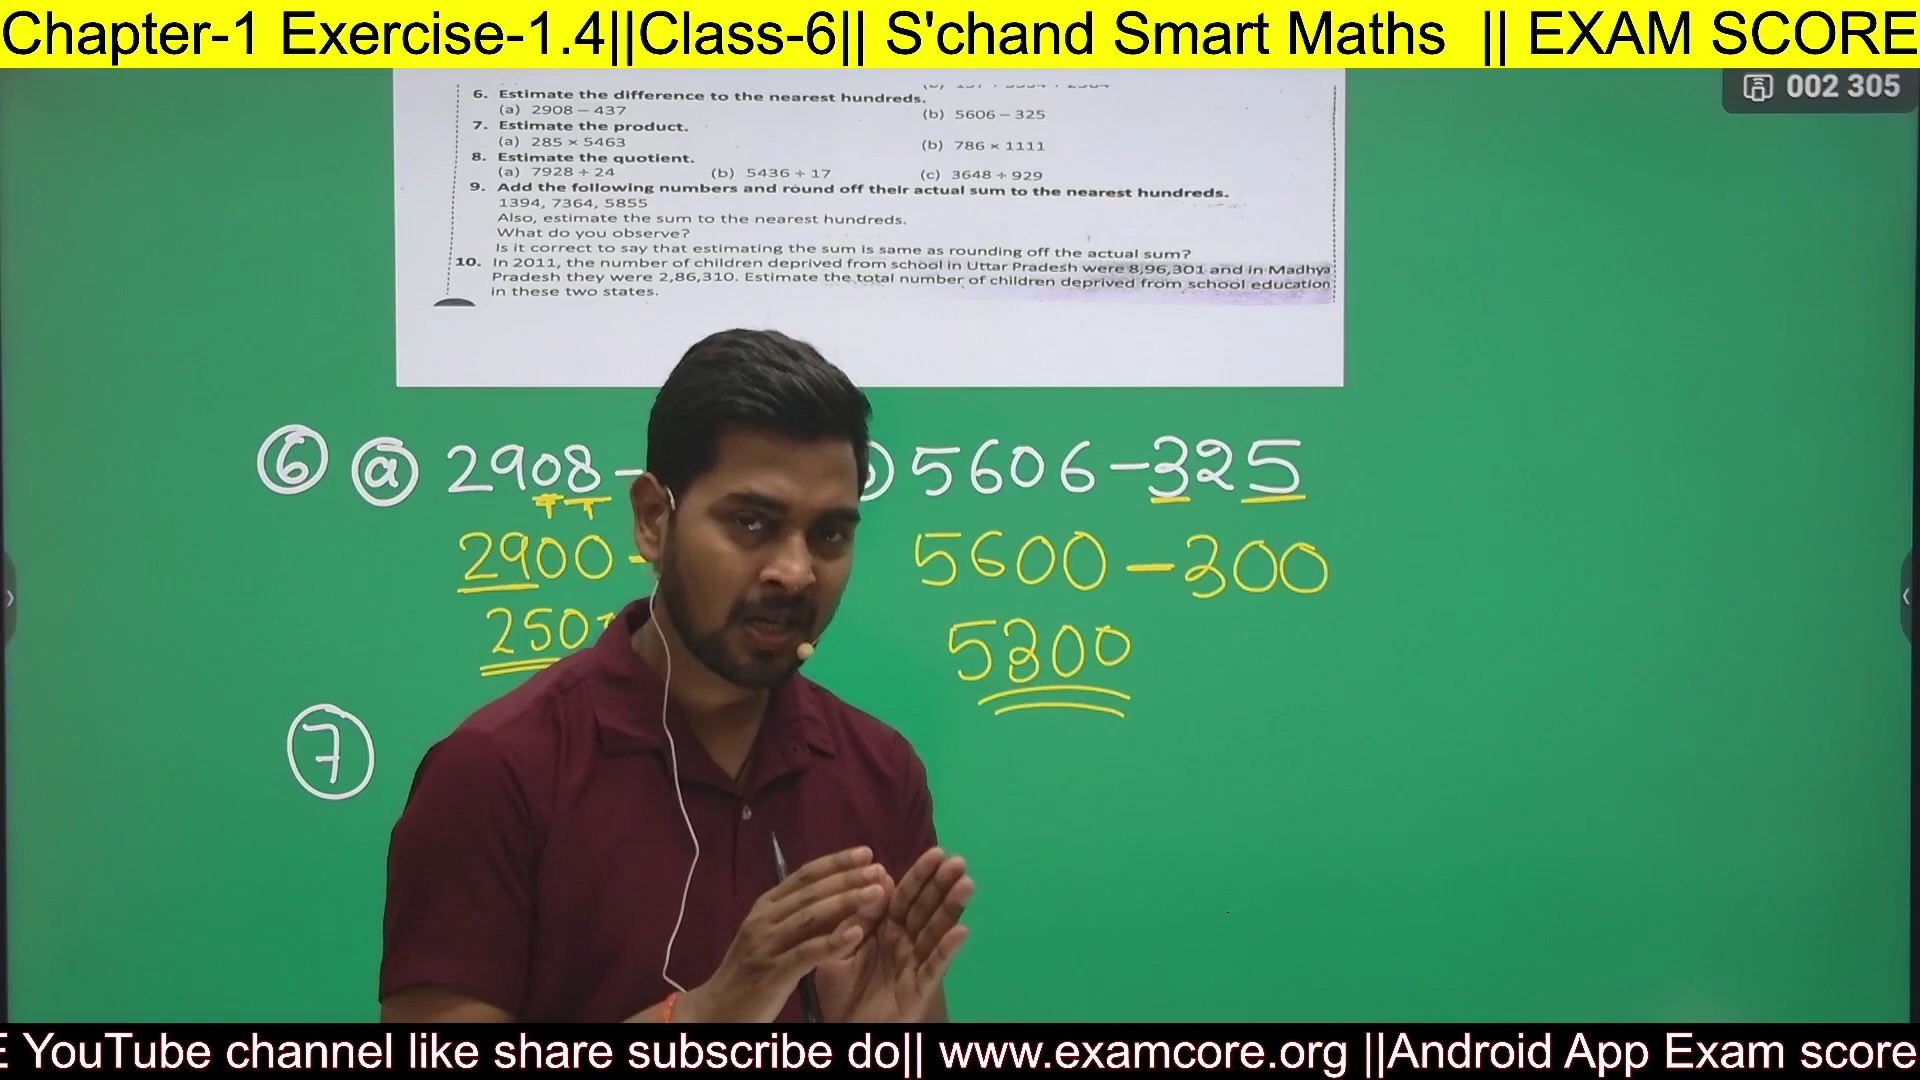 Chapter-1 Exercise-1.4||Class-6|| S'chand Smart Maths || EXAM SCORE
002 305
6. Estimate the difference to the nearest hundreds.
(a) 2908 – 437 (b) 5606 – 325
7. Estimate the product.
(a) 285 × 5463 (b) 786 × 1111
8. Estimate the quotient.
(a) 7928 ÷ 24 (b) 5436 ÷ 17 (c) 3648 ÷ 929
9. Add the following numbers and round off their actual sum to the nearest hundreds.
1394, 7364, 5855
Also, estimate the sum to the nearest hundreds.
What do you observe?
Is it correct to say that estimating the sum is same as rounding off the actual sum?
10. In 2011, the number of children deprived from school in Uttar Pradesh were 8,96,301 and in Madhya
Pradesh they were 2,86,310. Estimate the total number of children deprived from school education
in these two states.
6 a 2908 – 5606 – 325
2900 - 5600 – 300
250 5300
7
E YouTube channel like share subscribe do|| www.examcore.org ||Android App Exam score